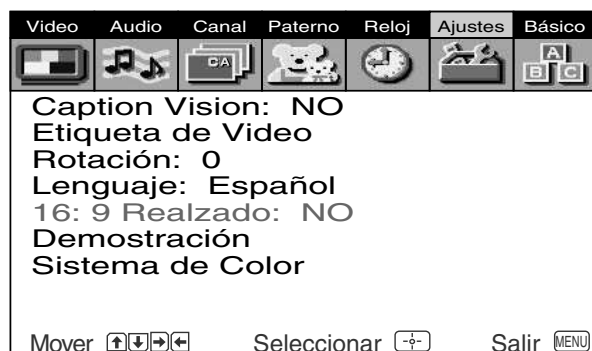 Video Audio Canal Paterno Reloj Ajustes Básico
C/A A B C
Caption Vision: NO
Etiqueta de Video
Rotación: 0
Lenguaje: Español
16: 9 Realzado: NO
Demostración
Sistema de Color
Mover Seleccionar Salir MENU